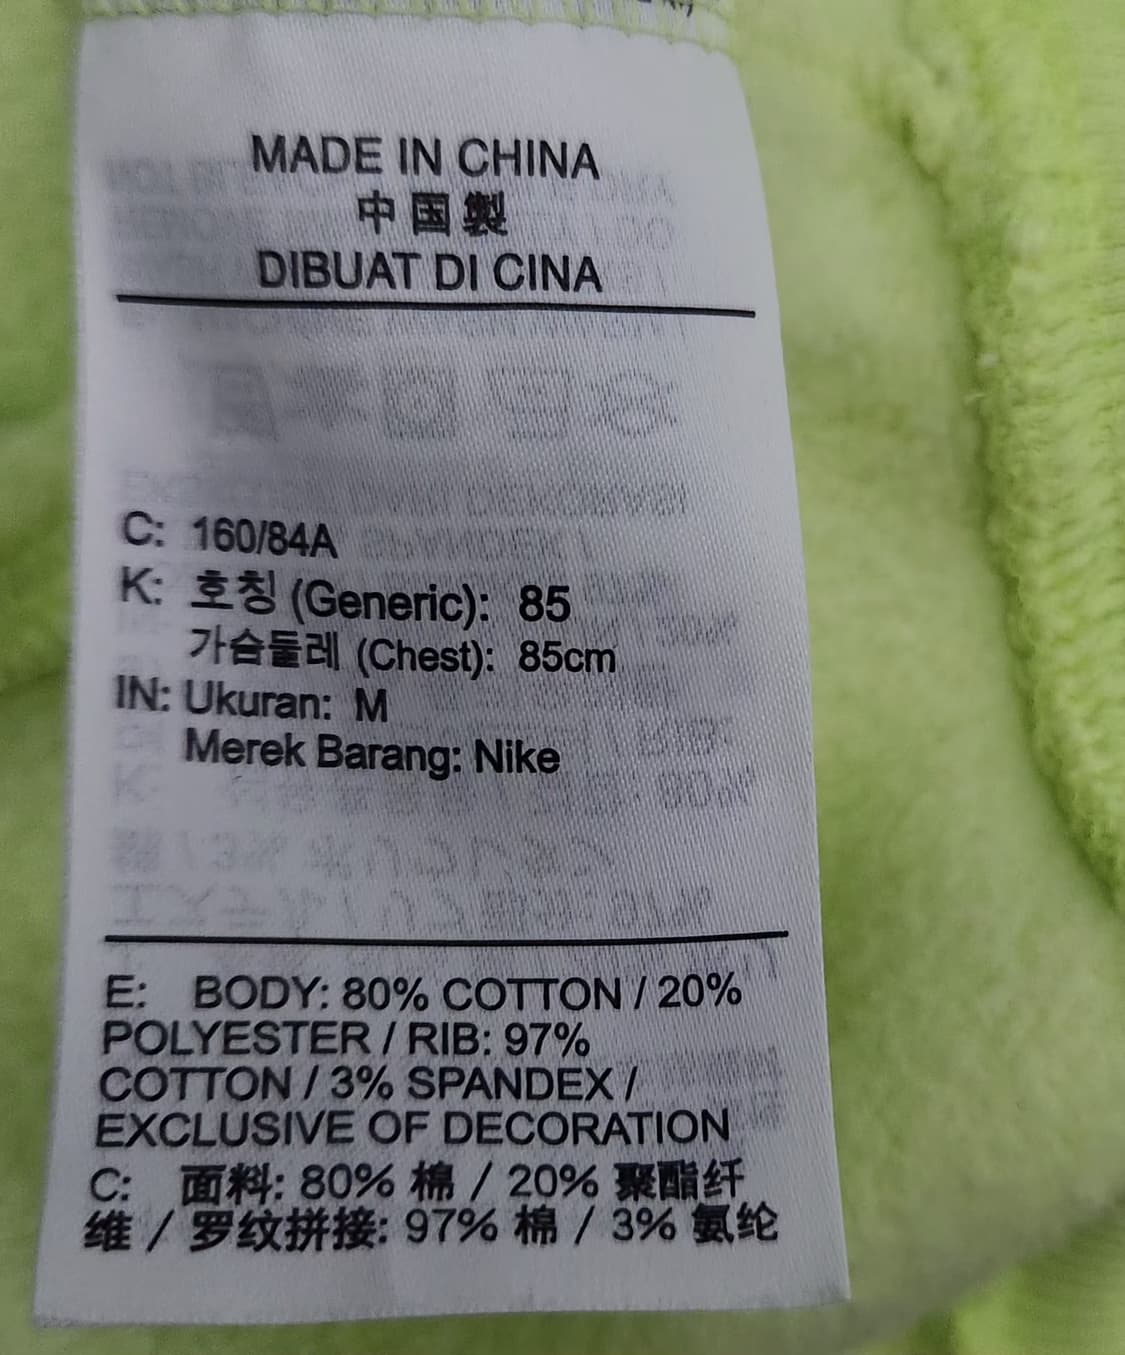 MADE IN CHINA
中国製
DIBUAT DI CINA
C: 160/84A
K: 호칭 (Generic): 85
가슴둘레 (Chest): 85cm
IN: Ukuran: M
Merek Barang: Nike
E: BODY: 80% COTTON / 20%
POLYESTER / RIB: 97%
COTTON / 3% SPANDEX /
EXCLUSIVE OF DECORATION
C: 面料: 80% 棉 / 20% 聚酯纤
维 / 罗纹拼接: 97% 棉 / 3% 氨纶